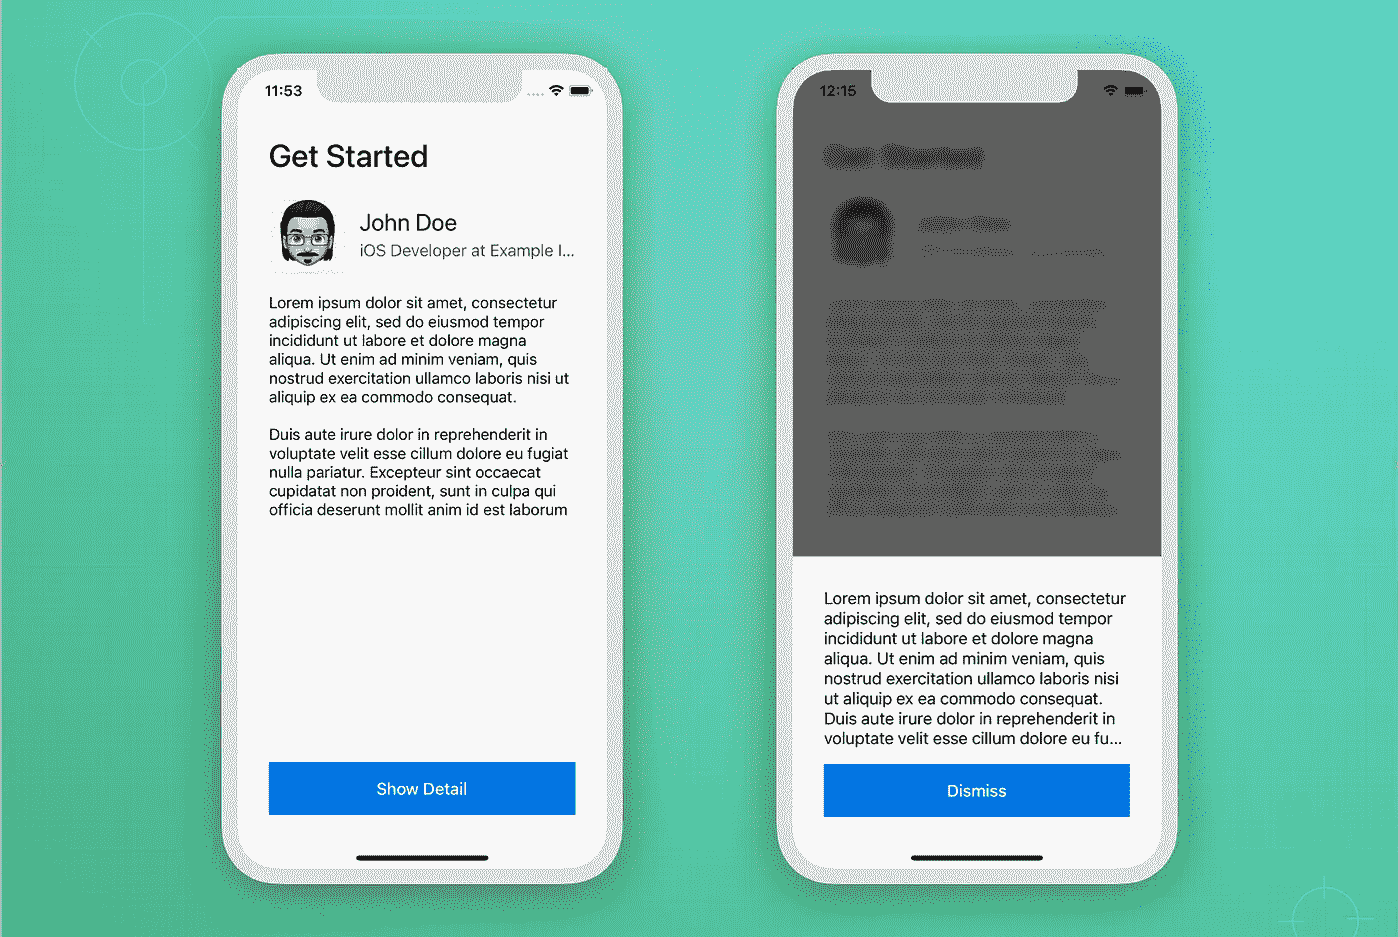 11:53
Get Started
John Doe
iOS Developer at Example I...
Lorem ipsum dolor sit amet, consectetur
adipiscing elit, sed do eiusmod tempor
incididunt ut labore et dolore magna
aliqua. Ut enim ad minim veniam, quis
nostrud exercitation ullamco laboris nisi ut
aliquip ex ea commodo consequat.
Duis aute irure dolor in reprehenderit in
voluptate velit esse cillum dolore eu fugiat
nulla pariatur. Excepteur sint occaecat
cupidatat non proident, sunt in culpa qui
officia deserunt mollit anim id est laborum
Show Detail
12:15
Lorem ipsum dolor sit amet, consectetur
adipiscing elit, sed do eiusmod tempor
incididunt ut labore et dolore magna
aliqua. Ut enim ad minim veniam, quis
nostrud exercitation ullamco laboris nisi
ut aliquip ex ea commodo consequat.
Duis aute irure dolor in reprehenderit in
voluptate velit esse cillum dolore eu fu...
Dismiss